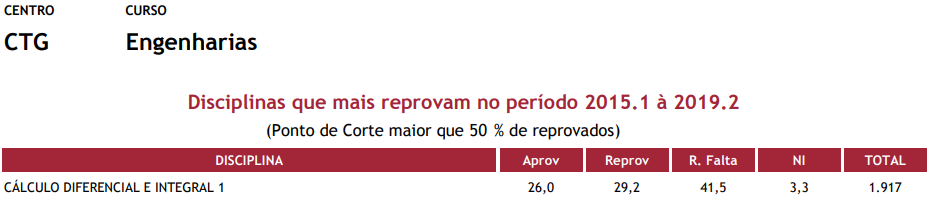 CENTRO CURSO
CTG Engenharias
Disciplinas que mais reprovam no período 2015.1 à 2019.2
(Ponto de Corte maior que 50 % de reprovados)
DISCIPLINA Aprov Reprov R. Falta NI TOTAL
CÁLCULO DIFERENCIAL E INTEGRAL 1 26,0 29,2 41,5 3,3 1.917